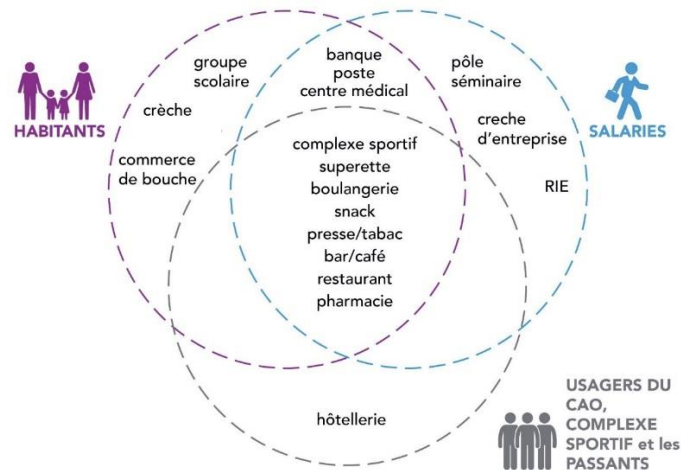 HABITANTS
groupe
scolaire
crèche
commerce
de bouche
banque
poste
centre médical
pôle
séminaire
creche
d'entreprise
RIE
SALARIES
complexe sportif
superette
boulangerie
snack
presse/tabac
bar/café
restaurant
pharmacie
hôtellerie
USAGERS DU
CAO,
COMPLEXE
SPORTIF et les
PASSANTS